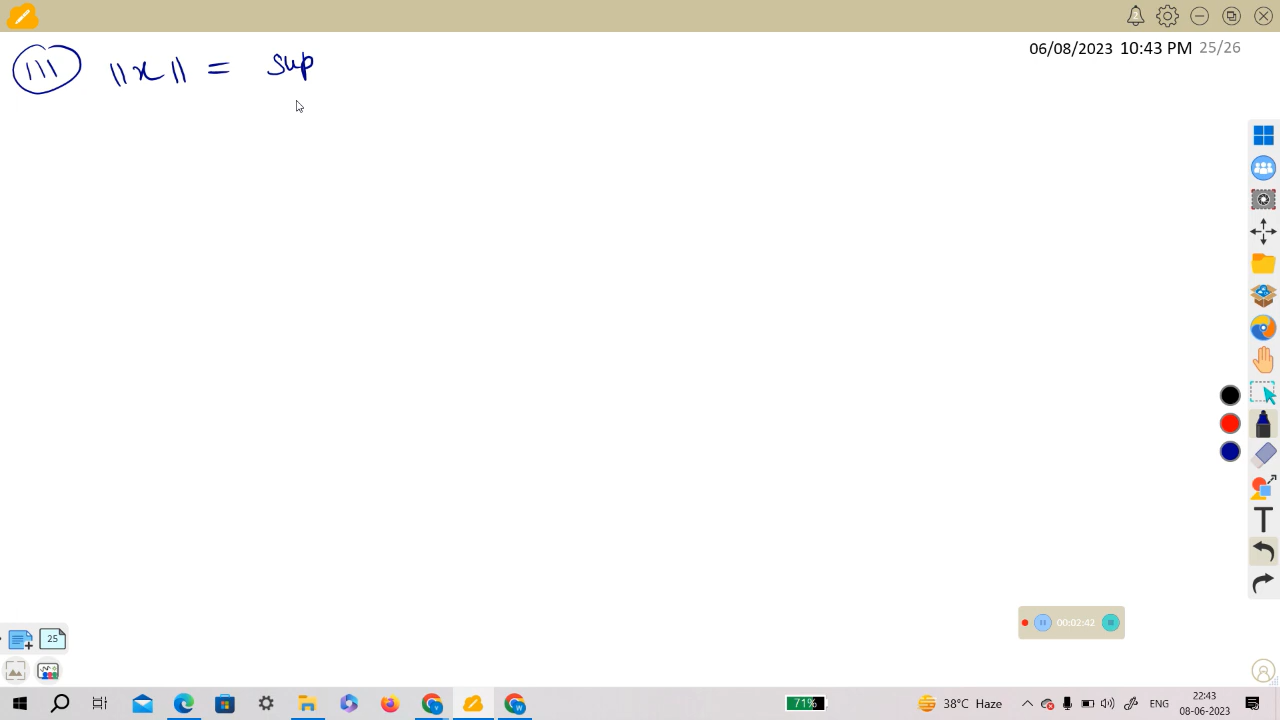 06/08/2023 10:43 PM 25/26
III ||x|| = sup
25
00:02:42
71%
38°C Haze
ENG
22:43
08-06-2023